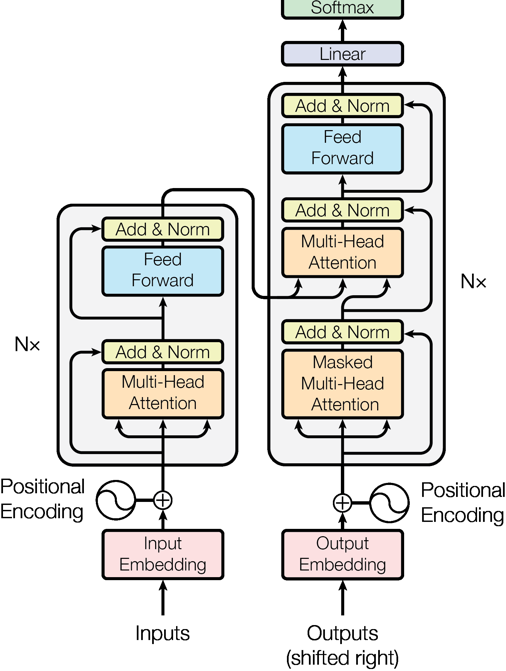 Softmax
Linear
Add & Norm
Feed
Forward
Add & Norm
Multi-Head
Attention
Add & Norm
Masked
Multi-Head
Attention
N×
Add & Norm
Feed
Forward
Add & Norm
Multi-Head
Attention
N×
Positional
Encoding
Positional
Encoding
Input
Embedding
Output
Embedding
Inputs
Outputs
(shifted right)